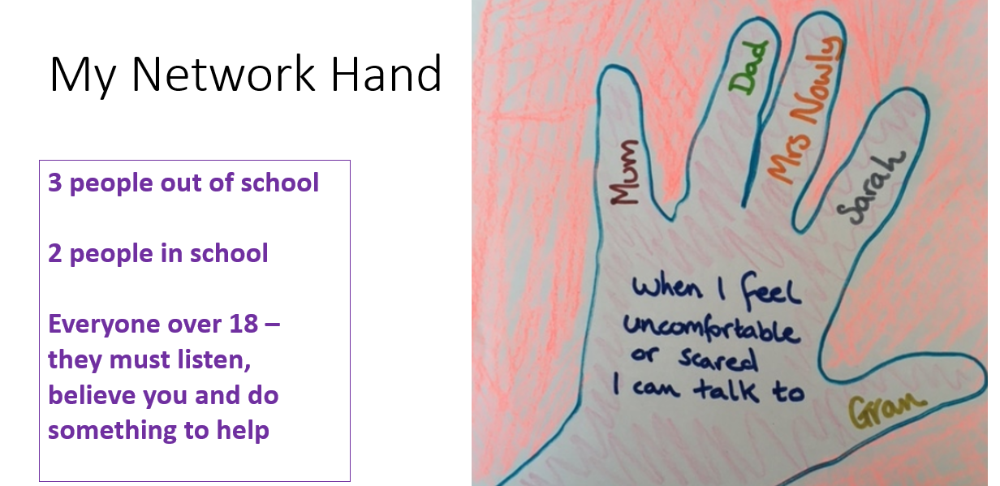 My Network Hand
3 people out of school
2 people in school
Everyone over 18 –
they must listen,
believe you and do
something to help
Mum
Dad
Mrs Nowly
Sarah
Gran
when I feel
uncomfortable
or scared
I can talk to